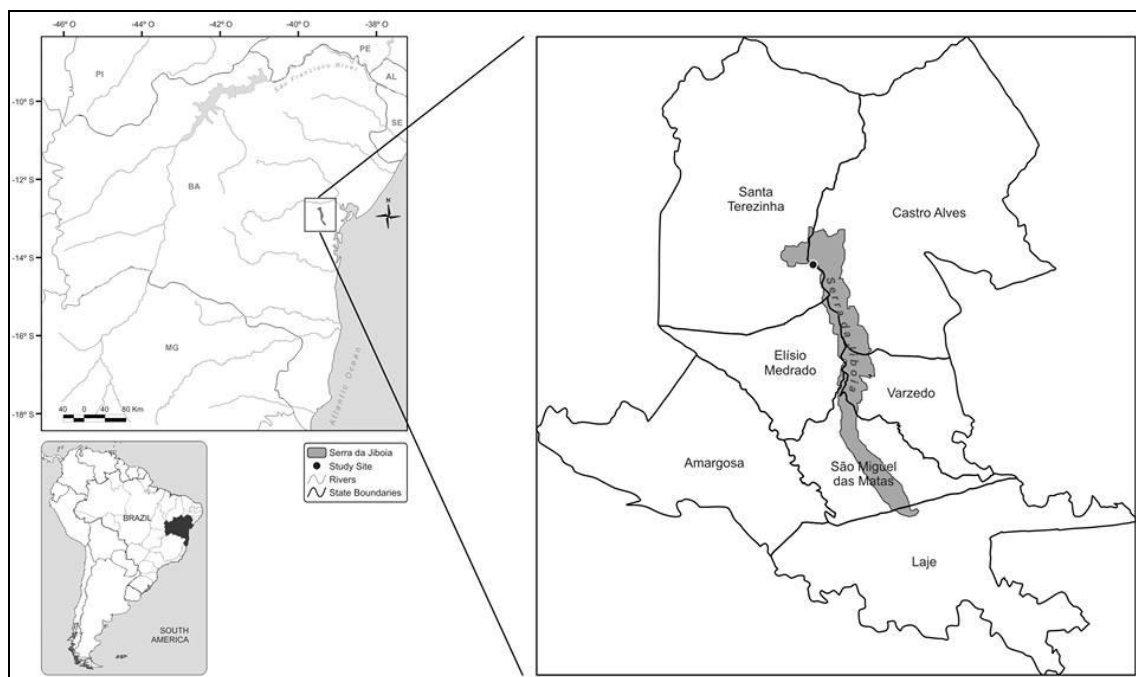 -46° O
-44° O
-42° O
-40° O
-38° O
-10° S
-12° S
-14° S
-16° S
-18° S
PI
PE
AL
SE
BA
MG
São Francisco River
Atlantic Ocean
N
40 0 40 80 Km
Serra da Jiboia
Study Site
Rivers
State Boundaries
BRAZIL
SOUTH
AMERICA
Santa
Terezinha
Castro Alves
Serra da Jiboia
Elísio
Medrado
Varzedo
Amargosa
São Miguel
das Matas
Laje